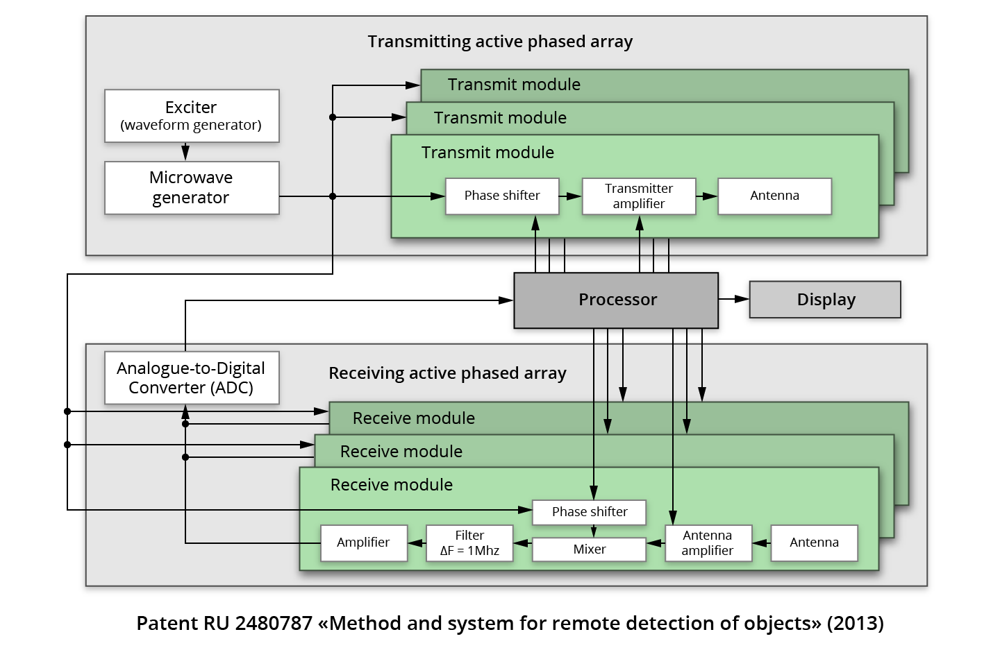 Transmitting active phased array
Transmit module
Transmit module
Transmit module
Exciter
(waveform generator)
Microwave
generator
Phase shifter
Transmitter
amplifier
Antenna
Processor
Display
Analogue-to-Digital
Converter (ADC)
Receiving active phased array
Receive module
Receive module
Receive module
Phase shifter
Amplifier
Filter
ΔF = 1Mhz
Mixer
Antenna
amplifier
Antenna
Patent RU 2480787 «Method and system for remote detection of objects» (2013)